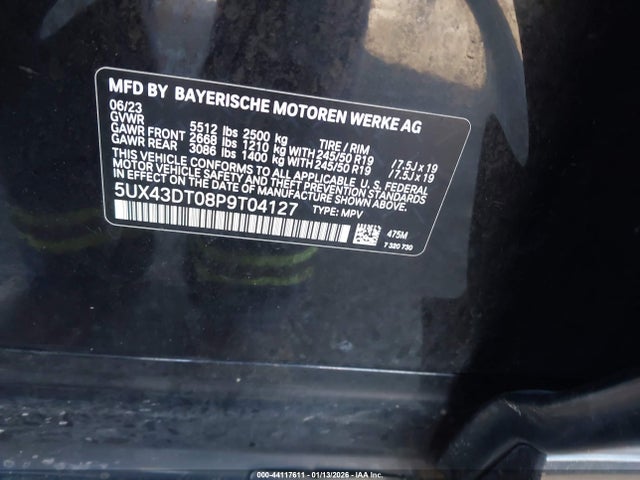 MFD BY BAYERISCHE MOTOREN WERKE AG
06/23
GVWR 5512 lbs 2500 kg TIRE / RIM
GAWR FRONT 2668 lbs 1210 kg WITH 245/50 R19 / 7.5J x 19
GAWR REAR 3086 lbs 1400 kg WITH 245/50 R19 / 7.5J x 19
THIS VEHICLE CONFORMS TO ALL APPLICABLE U. S. FEDERAL
MOTOR VEHICLE SAFETY AND THEFT PREVENTION STANDARDS
IN EFFECT ON THE DATE OF MANUFACTURE SHOWN ABOVE.
5UX43DT08P9T04127 TYPE: MPV
475M
7 320 730
000-44117611 - 01/13/2026 - IAA Inc.